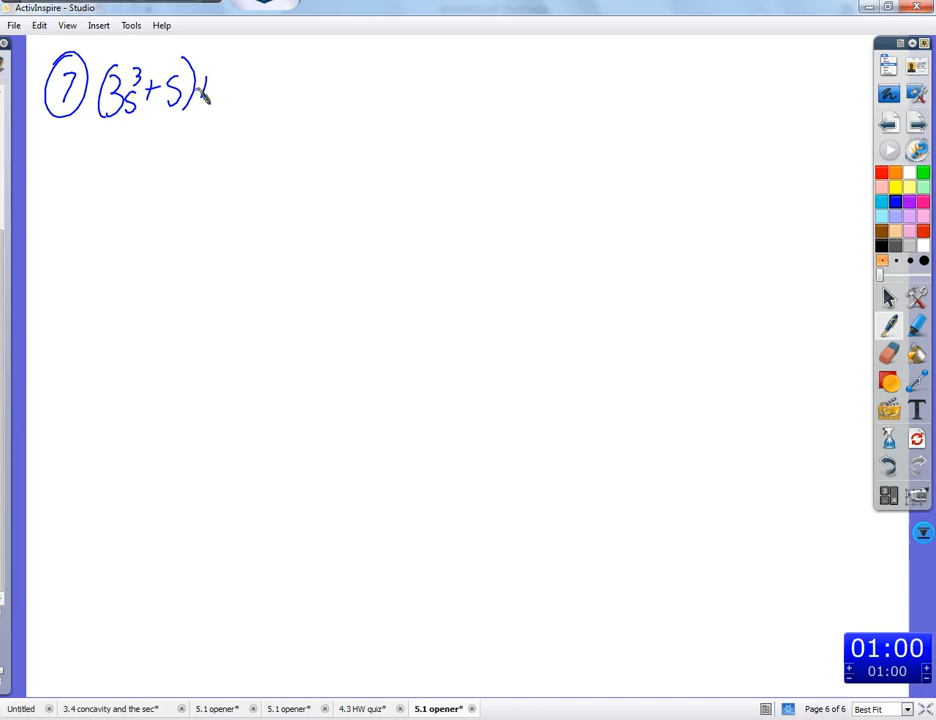 ActivInspire - Studio
File Edit View Insert Tools Help
7 (3s³+5)
01:00
01:00
Untitled 3.4 concavity and the sec* 5.1 opener* 5.1 opener* 4.3 HW quiz* 5.1 opener* Page 6 of 6 Best Fit